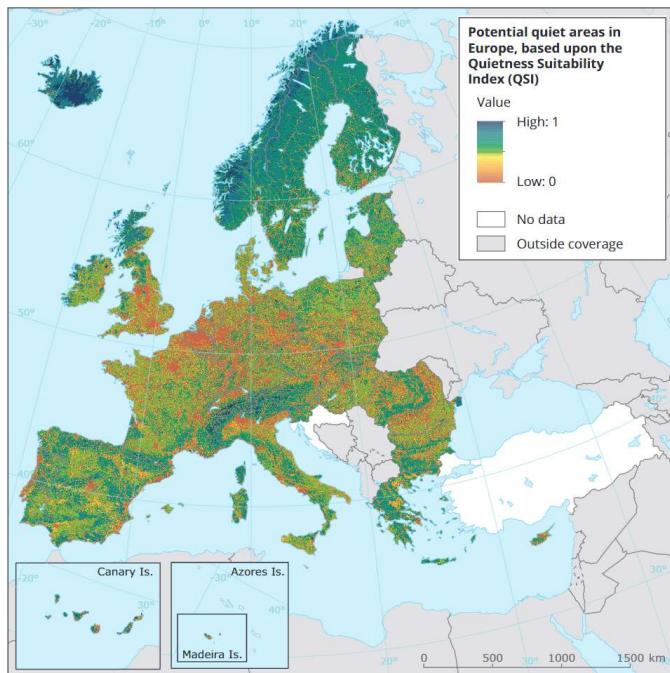 -30°
-20°
-10°
0°
10°
20°
30°
40°
60°
50°
40°
Potential quiet areas in
Europe, based upon the
Quietness Suitability
Index (QSI)
Value
High: 1
Low: 0
No data
Outside coverage
Canary Is.
-20°
30°
Azores Is.
-30°
40°
Madeira Is.
0°
10°
20°
30°
0 500 1000 1500 km